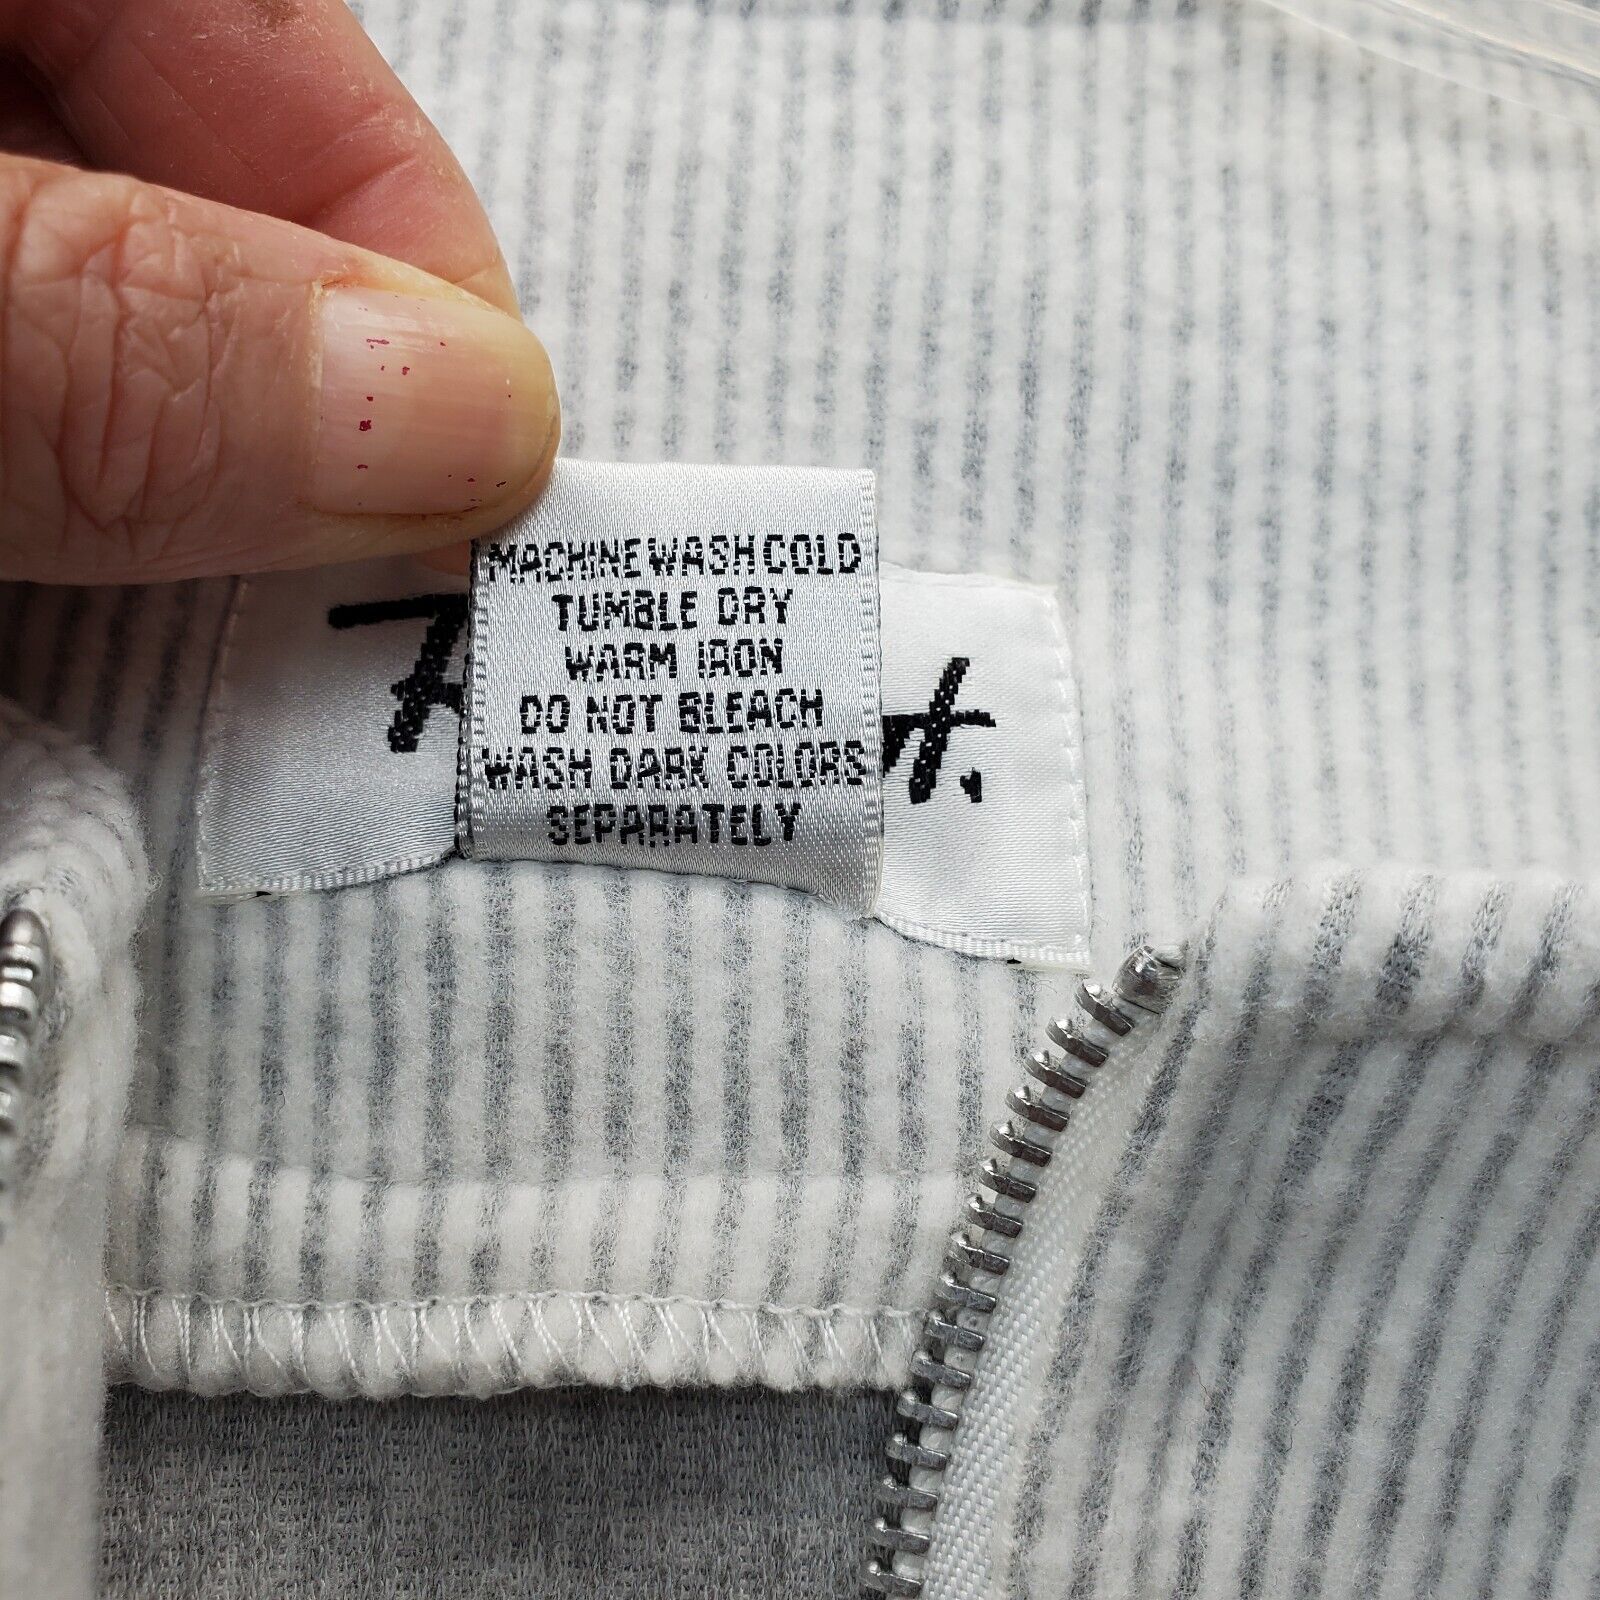 MACHINE WASH COLD
TUMBLE DRY
WARM IRON
DO NOT BLEACH
WASH DARK COLORS
SEPARATELY